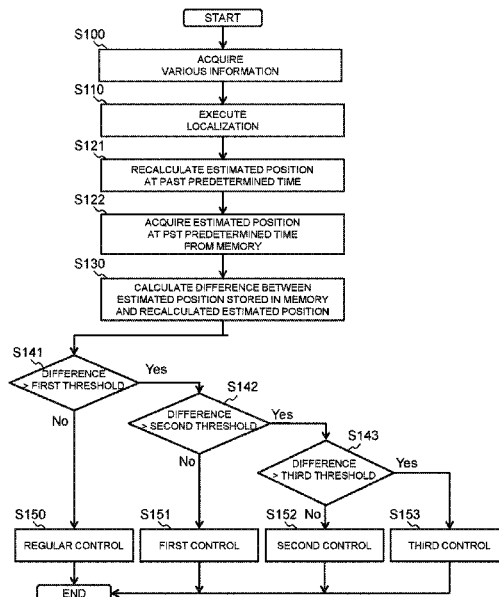 START
S100
ACQUIRE
VARIOUS INFORMATION
S110
EXECUTE
LOCALIZATION
S121
RECALCULATE ESTIMATED POSITION
AT PAST PREDETERMINED TIME
S122
ACQUIRE ESTIMATED POSITION
AT PST PREDETERMINED TIME
FROM MEMORY
S130
CALCULATE DIFFERENCE BETWEEN
ESTIMATED POSITION STORED IN MEMORY
AND RECALCULATED ESTIMATED POSITION
S141
DIFFERENCE
> FIRST THRESHOLD
Yes
No
S142
DIFFERENCE
> SECOND THRESHOLD
Yes
No
S143
DIFFERENCE
> THIRD THRESHOLD
Yes
No
S150
REGULAR CONTROL
S151
FIRST CONTROL
S152
SECOND CONTROL
S153
THIRD CONTROL
END